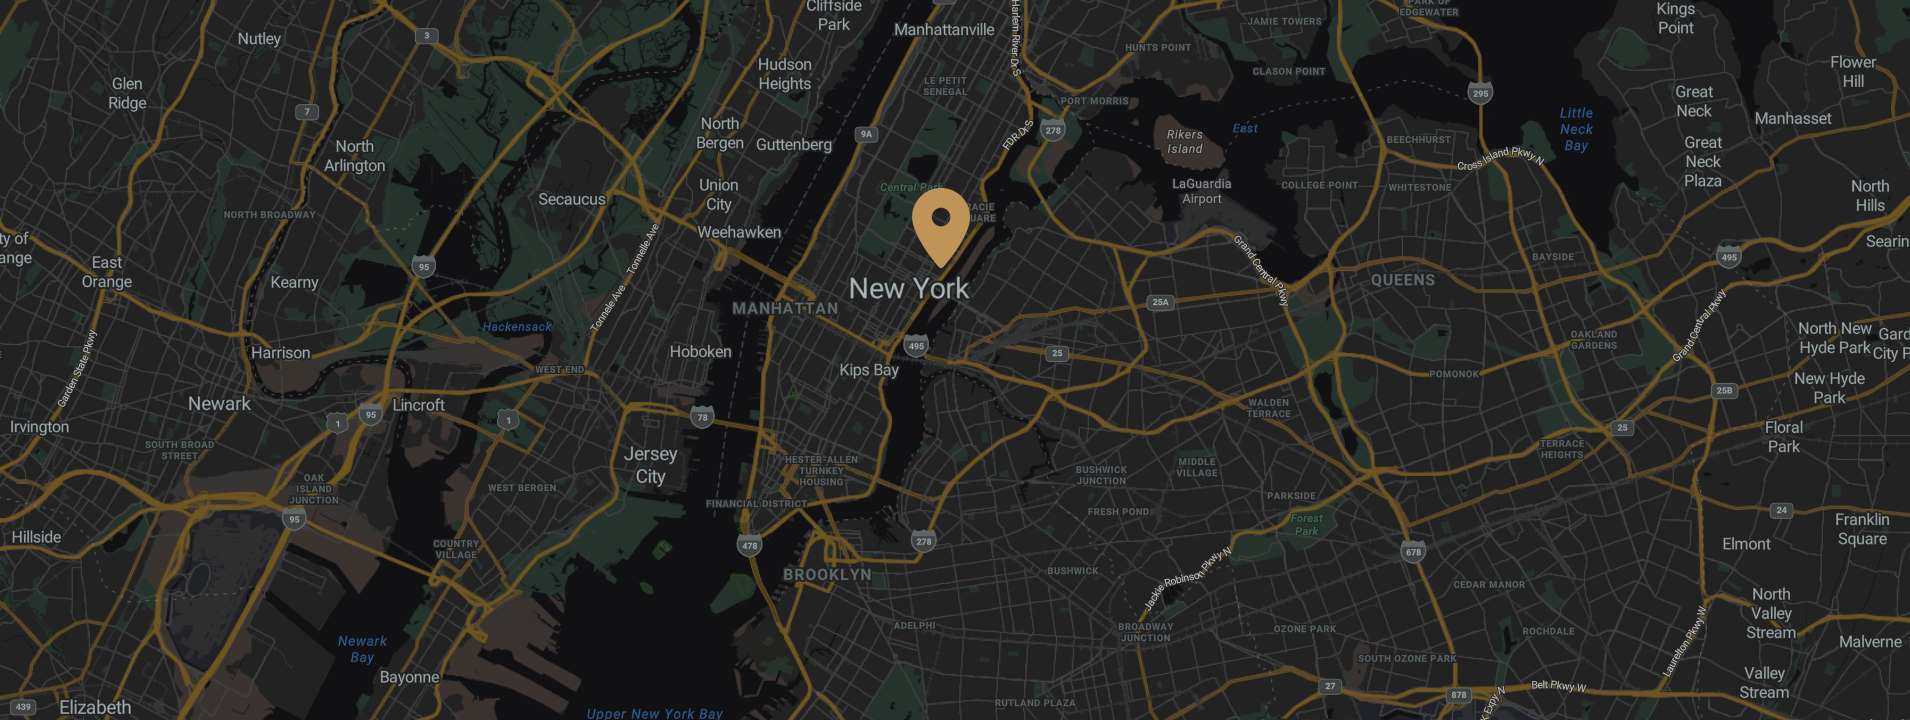 Cliffside
Park
Manhattanville
Harlem River Dr S
JAMIE TOWERS
PARK OF
EDGEWATER
Kings
Point
Nutley
3
HUNTS POINT
Hudson
Heights
LE PETIT
SENEGAL
CLASON POINT
Flower
Hill
Glen
Ridge
7
PORT MORRIS
295
Great
Neck
Little
Neck
Bay
Manhasset
North
Bergen
Guttenberg
9A
FDR Dr S
278
Rikers
Island
East
BEECHHURST
Great
Neck
Plaza
North
Arlington
Cross Island Pkwy N
Secaucus
Union
City
Central Park
LaGuardia
Airport
COLLEGE POINT
WHITESTONE
North
Hills
NORTH BROADWAY
RACIE
UARE
ty of
ange
Weehawken
Tonnelle Ave
Tonnele Ave
Grand Central Pkwy
BAYSIDE
495
Searin
East
Orange
95
Kearny
New York
QUEENS
MANHATTAN
25A
Hackensack
Garden State Pkwy
Harrison
Hoboken
495
25
OAKLAND
GARDENS
Grand Central Pkwy
North New
Hyde Park
Gard
City P
WEST END
Kips Bay
POMONOK
New Hyde
Park
25B
Newark
95
Lincroft
78
WALDEN
TERRACE
Irvington
1
1
25
Floral
Park
SOUTH BROAD
STREET
Jersey
City
HESTER-ALLEN
TURNKEY
HOUSING
BUSHWICK
JUNCTION
MIDDLE
VILLAGE
TERRACE
HEIGHTS
OAK
ISLAND
JUNCTION
WEST BERGEN
FINANCIAL DISTRICT
PARKSIDE
95
FRESH POND
Forest
Park
24
Franklin
Square
Hillside
COUNTRY
VILLAGE
478
278
678
Elmont
BROOKLYN
BUSHWICK
Jackie Robinson Pkwy N
CEDAR MANOR
North
Valley
Stream
ADELPHI
BROADWAY
JUNCTION
OZONE PARK
ROCHDALE
Laurelton Pkwy W
Malverne
Newark
Bay
SOUTH OZONE PARK
Bayonne
27
878
Belt Pkwy W
Valley
Stream
439
Elizabeth
Upper New York Bay
RUTLAND PLAZA
Expy N